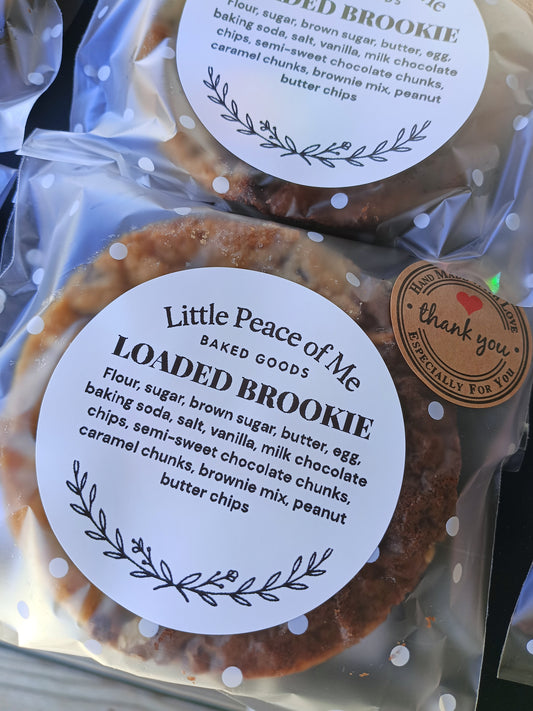 of Me
GOODS
LOADED BROOKIE
Flour, sugar, brown sugar, butter, egg,
baking soda, salt, vanilla, milk chocolate
chips, semi-sweet chocolate chunks,
caramel chunks, brownie mix, peanut
butter chips
Little Peace of Me
BAKED GOODS
LOADED BROOKIE
Flour, sugar, brown sugar, butter, egg,
baking soda, salt, vanilla, milk chocolate
chips, semi-sweet chocolate chunks,
caramel chunks, brownie mix, peanut
butter chips
HAND MADE LOVE
thank you
ESPECIALLY FOR YOU